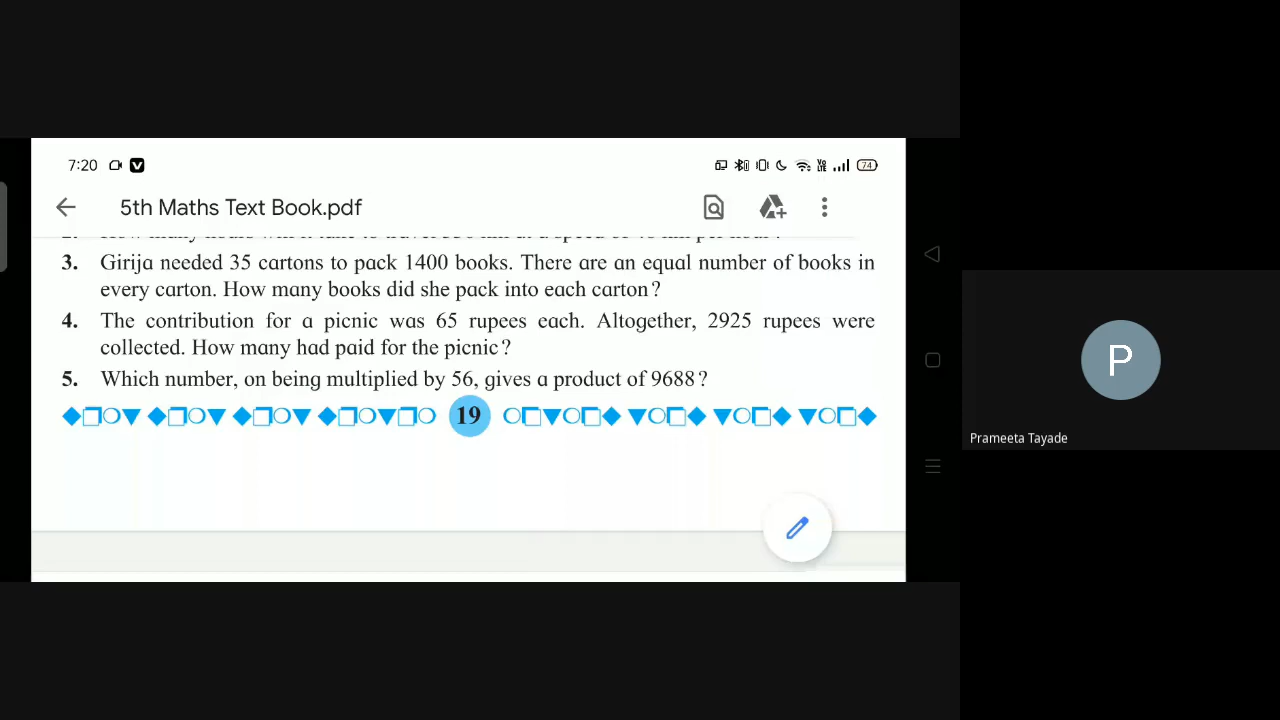 7:20
74
5th Maths Text Book.pdf
3. Girija needed 35 cartons to pack 1400 books. There are an equal number of books in
every carton. How many books did she pack into each carton?
4. The contribution for a picnic was 65 rupees each. Altogether, 2925 rupees were
collected. How many had paid for the picnic?
5. Which number, on being multiplied by 56, gives a product of 9688?
19
P
Prameeta Tayade